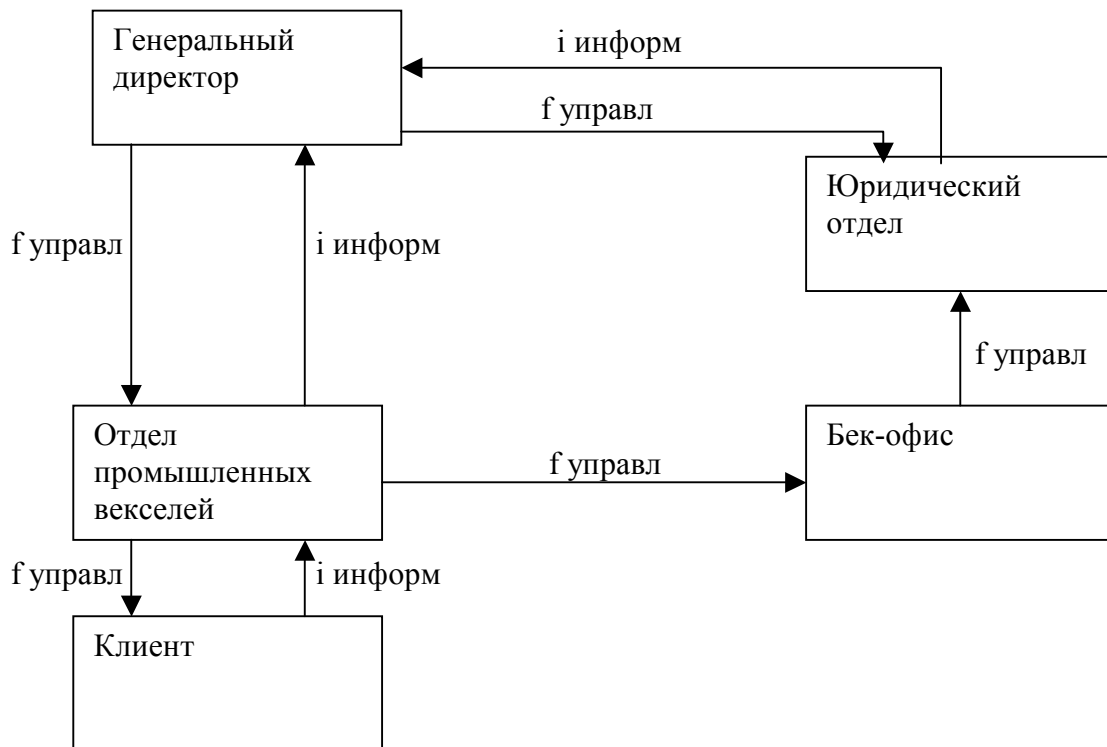 Генеральный
директор
i информ
f управл
Юридический
отдел
f управл
i информ
f управл
Отдел
промышленных
векселей
f управл
Бек-офис
f управл
i информ
Клиент